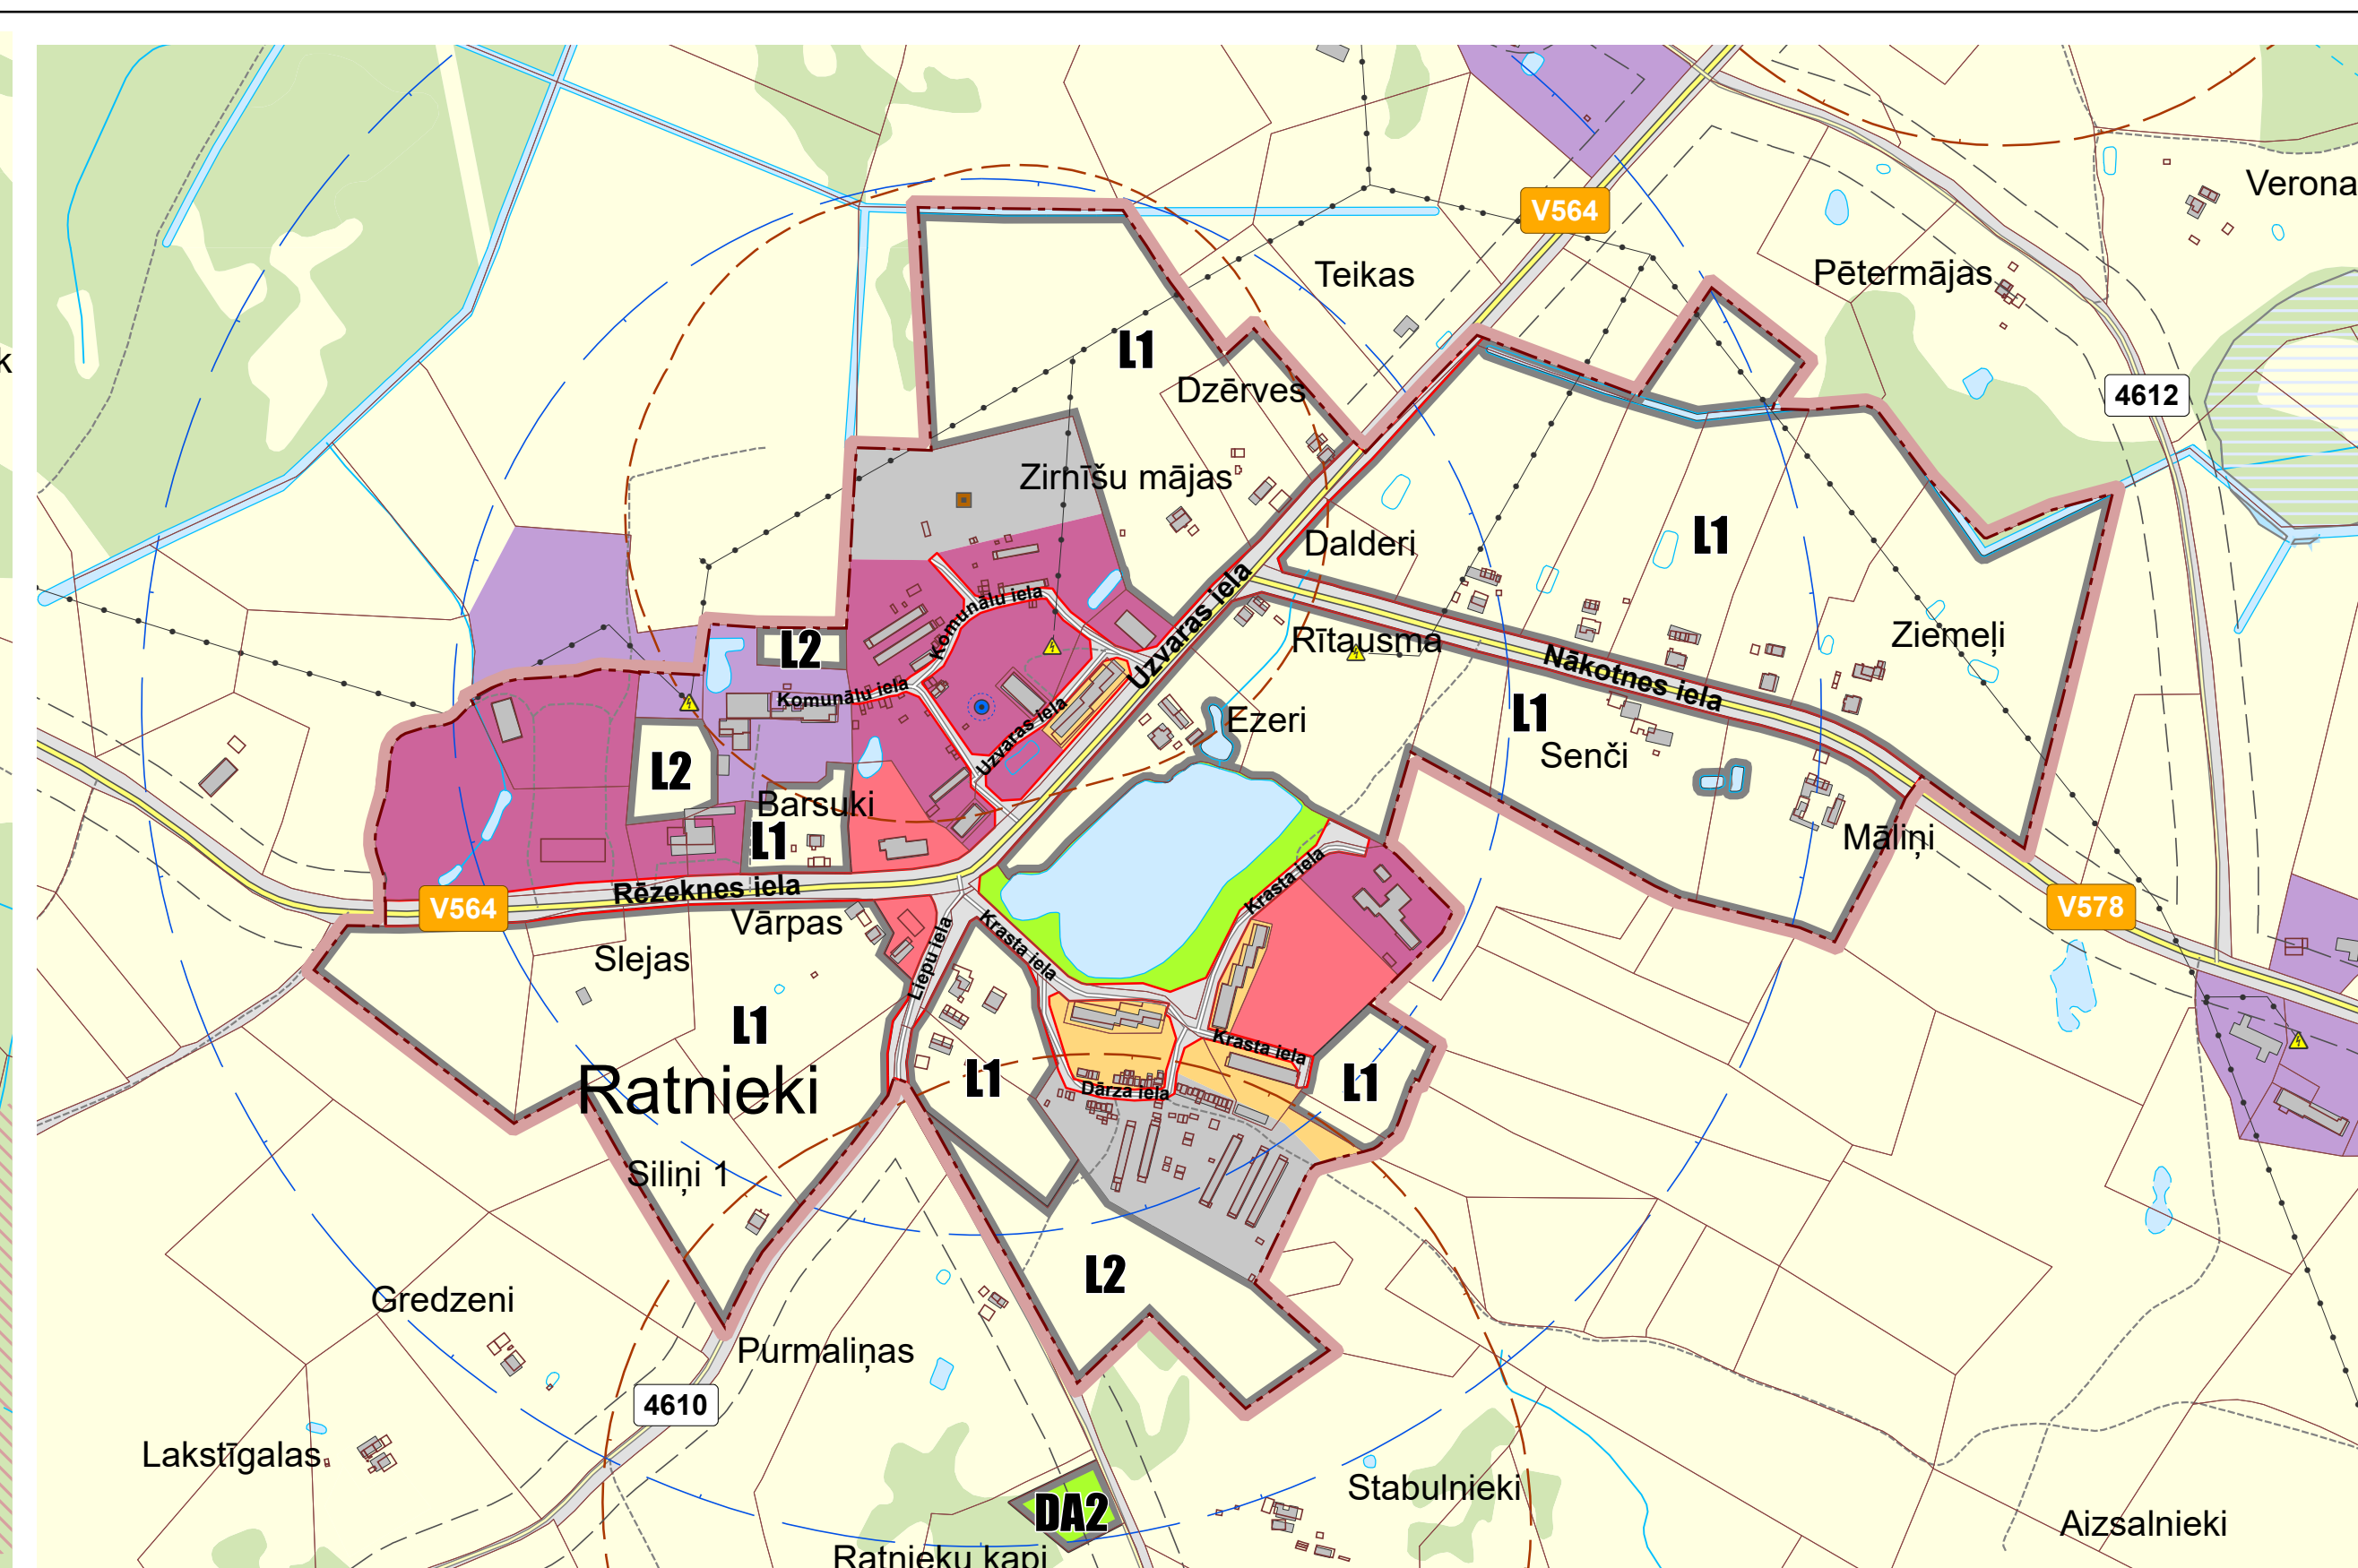 V564
Verona
Teikas
Pētermājas
L1
k
Dzērves
4612
Zirnīšu mājas
L1
Dalderi
Komunālu iela
Uzvaras iela
Rītausma
Ziemeļi
L2
Nākotnes iela
Komunālu iela
L1
Ezeri
Uzvaras iela
Senči
L2
Barsuki
L1
Māliņi
Krasta iela
Rēzeknes iela
V564
V578
Vārpas
Krasta iela
Slejas
Liepu iela
L1
Krasta iela
L1
L1
Ratnieki
Dārza iela
Siliņi 1
L2
Gredzeni
Purmaliņas
4610
Lakstīgalas
Stabulnieki
DA2
Aizsalnieki
Ratnieku kapi